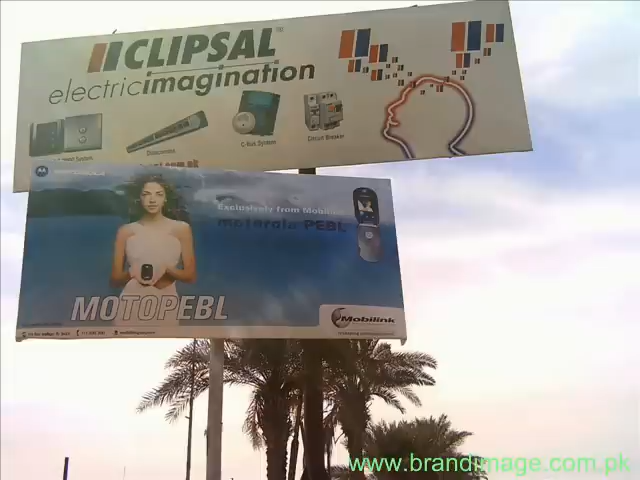 CLIPSAL
electricimagination
C-Bus System
Circuit Breaker
Exclusively from Mobilink
motorola PEBL
MOTOPEBL
Mobilink
www.brandimage.com.pk